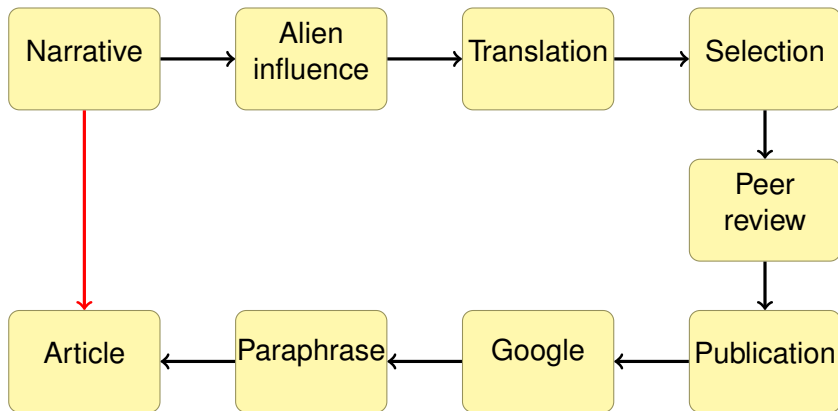 Narrative
Alien
influence
Translation
Selection
Peer
review
Article
Paraphrase
Google
Publication